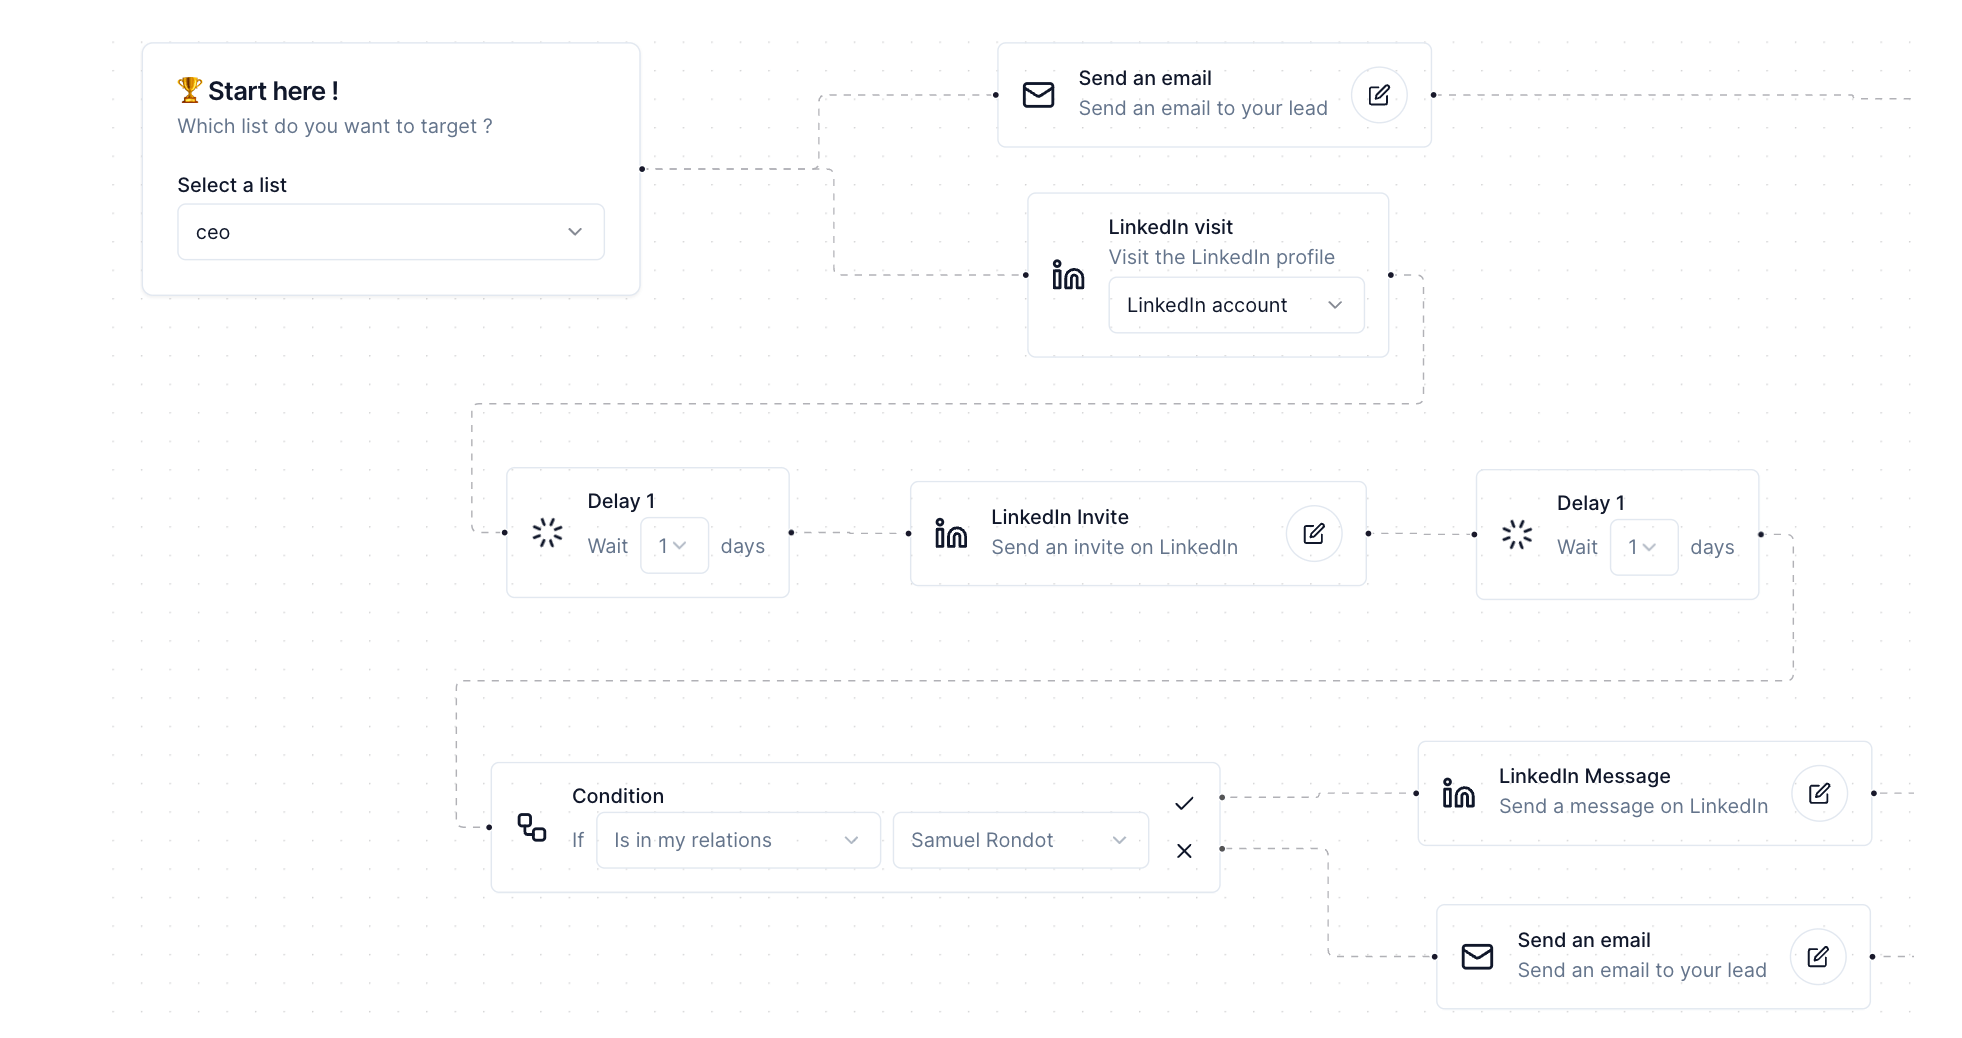 🏆 Start here !
Which list do you want to target ?
Select a list
ceo
Send an email
Send an email to your lead
LinkedIn visit
Visit the LinkedIn profile
LinkedIn account
Delay 1
Wait 1 days
LinkedIn Invite
Send an invite on LinkedIn
Delay 1
Wait 1 days
Condition
If Is in my relations Samuel Rondot
LinkedIn Message
Send a message on LinkedIn
Send an email
Send an email to your lead